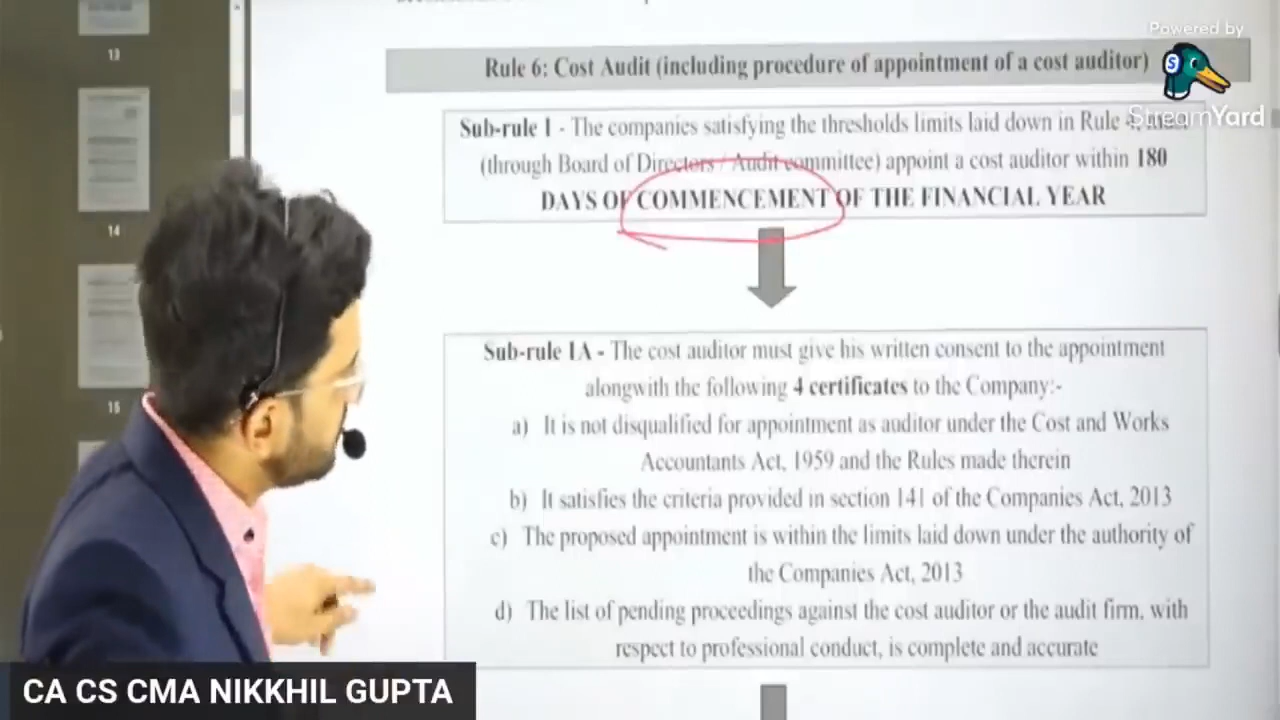 Powered by
StreamYard
13
Rule 6: Cost Audit (including procedure of appointment of a cost auditor)
Sub-rule 1 - The companies satisfying the thresholds limits laid down in Rule 4, must
(through Board of Directors / Audit committee) appoint a cost auditor within 180
DAYS OF COMMENCEMENT OF THE FINANCIAL YEAR
14
Sub-rule 1A - The cost auditor must give his written consent to the appointment
alongwith the following 4 certificates to the Company:-
15
a) It is not disqualified for appointment as auditor under the Cost and Works
Accountants Act, 1959 and the Rules made therein
b) It satisfies the criteria provided in section 141 of the Companies Act, 2013
c) The proposed appointment is within the limits laid down under the authority of
the Companies Act, 2013
d) The list of pending proceedings against the cost auditor or the audit firm, with
respect to professional conduct, is complete and accurate
CA CS CMA NIKKHIL GUPTA